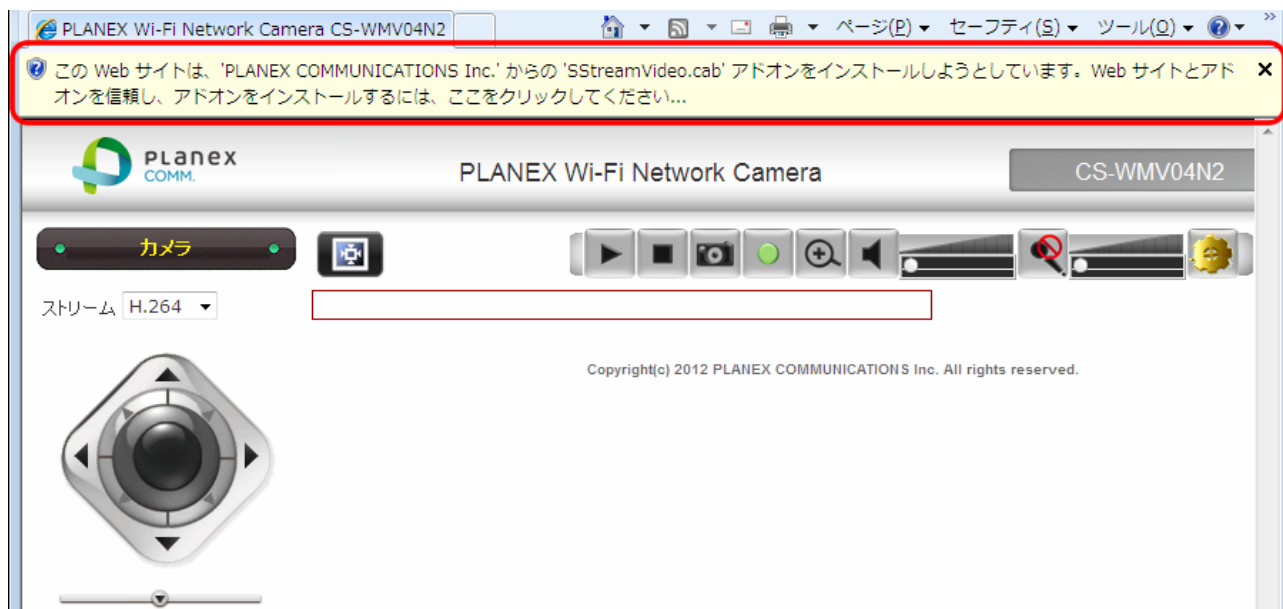 PLANEX Wi-Fi Network Camera CS-WMV04N2
ページ(P) セーフティ(S) ツール(O)
この Web サイトは、'PLANEX COMMUNICATIONS Inc.' からの 'SStreamVideo.cab' アドオンをインストールしようとしています。Web サイトとアド
オンを信頼し、アドオンをインストールするには、ここをクリックしてください...
PLANEX
COMM.
PLANEX Wi-Fi Network Camera
CS-WMV04N2
カメラ
ストリーム H.264
Copyright(c) 2012 PLANEX COMMUNICATIONS Inc. All rights reserved.